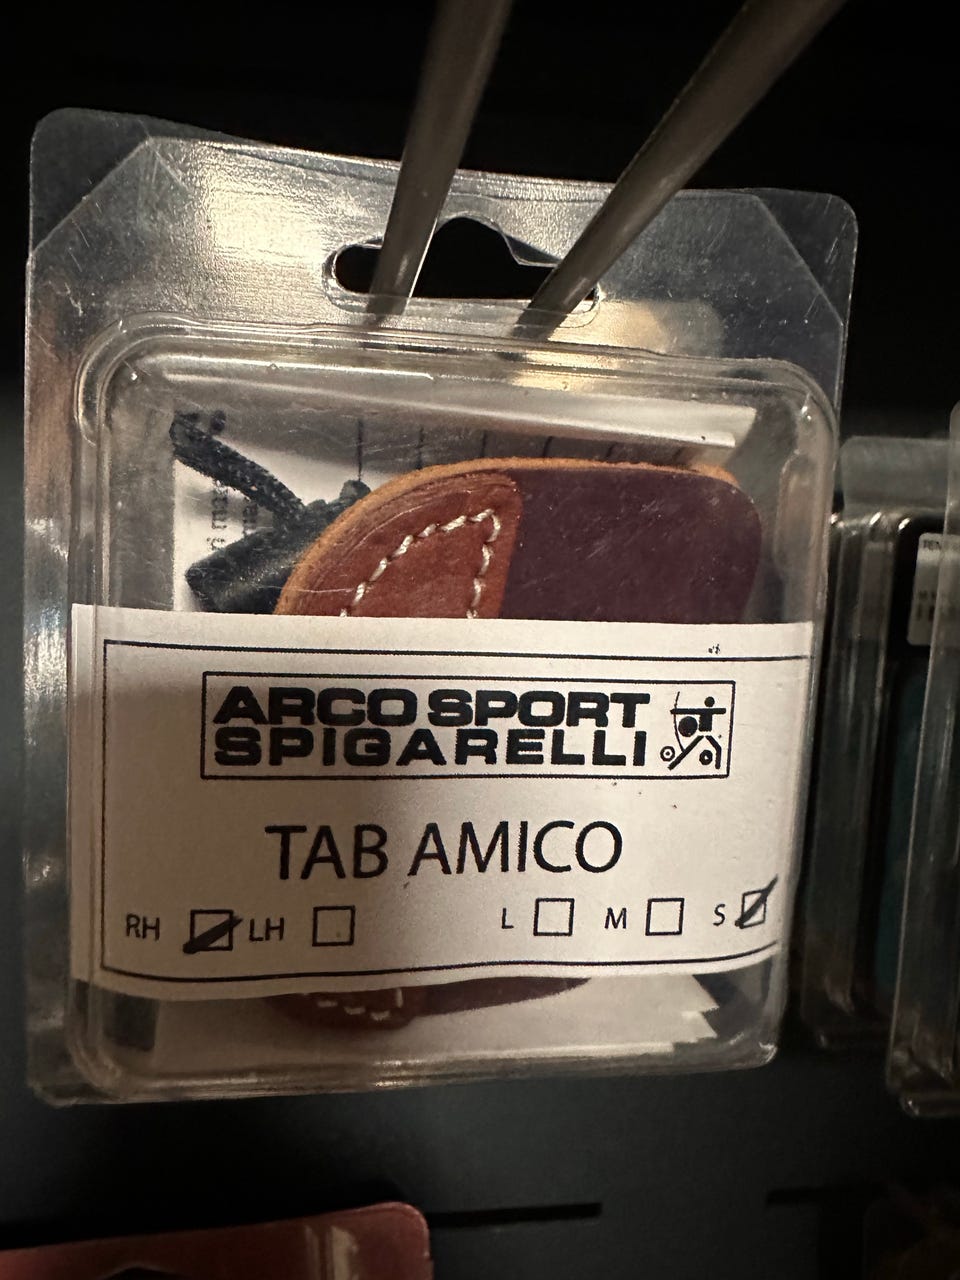 ARCO SPORT
SPIGARELLI
TAB AMICO
RH LH L M S